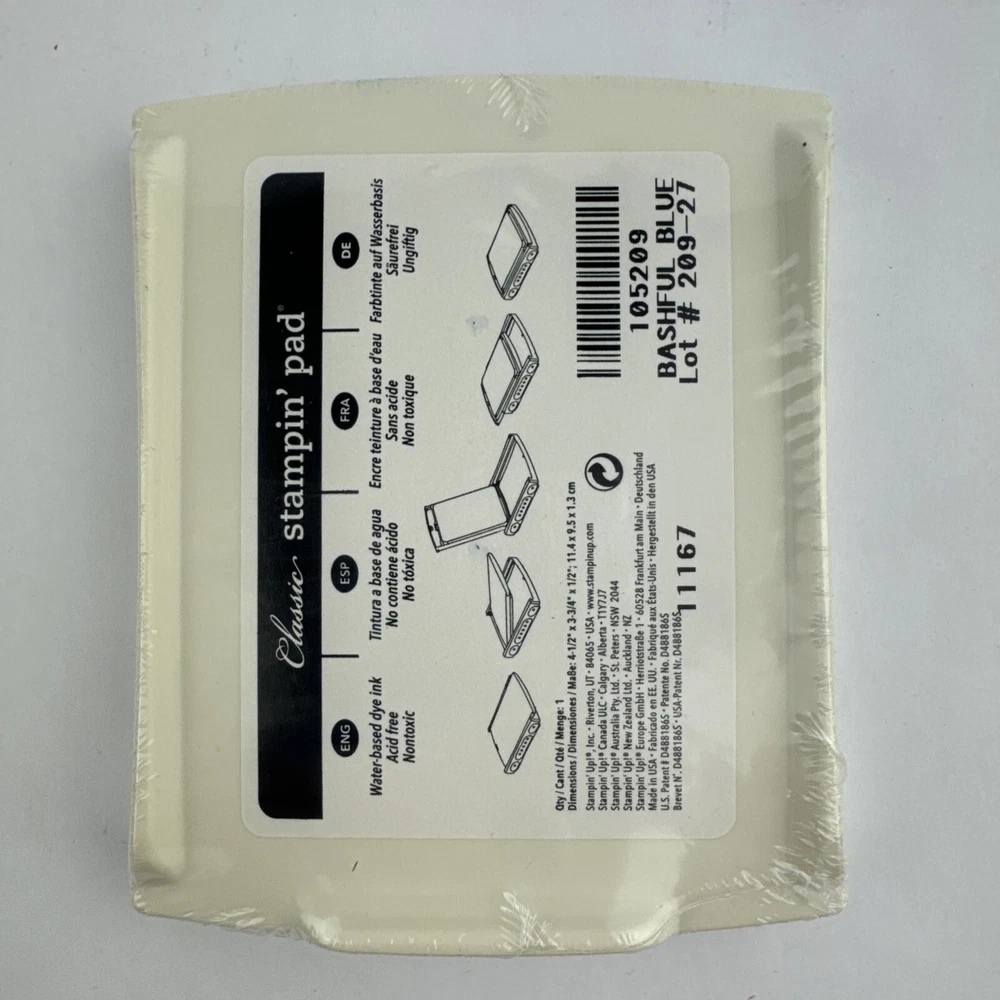 Classic stampin' pad®
ENG
Water-based dye ink
Acid free
Nontoxic
ESP
Tintura a base de agua
No contiene ácido
No tóxica
FRA
Encre teinture à base d'eau
Sans acide
Non toxique
DE
Farbtinte auf Wasserbasis
Säurefrei
Ungiftig
Qty / Cant / Qté / Menge: 1
Dimensions / Dimensiones / Maße: 4-1/2" x 3-3/4" x 1/2"; 11.4 x 9.5 x 1.3 cm
Stampin' Up!®, Inc. • Riverton, UT • 84065 • USA • www.stampinup.com
Stampin' Up!® Canada ULC • Calgary • Alberta • T1Y7J7
Stampin' Up!® Australia Pty. Ltd. • St. Peters • NSW 2044
Stampin' Up!® New Zealand Ltd. • Auckland • NZ
Stampin' Up!® Europe GmbH • Herriotstraße 1 • 60528 Frankfurt am Main • Deutschland
Made in USA • Fabricado en EE. UU. • Fabriqué aux États-Unis • Hergestellt in den USA
U.S. Patent # D488186S • Patente No. D488186S
Brevet N°. D488186S • USA-Patent Nr. D488186S
11167
105209
BASHFUL BLUE
Lot # 209-27